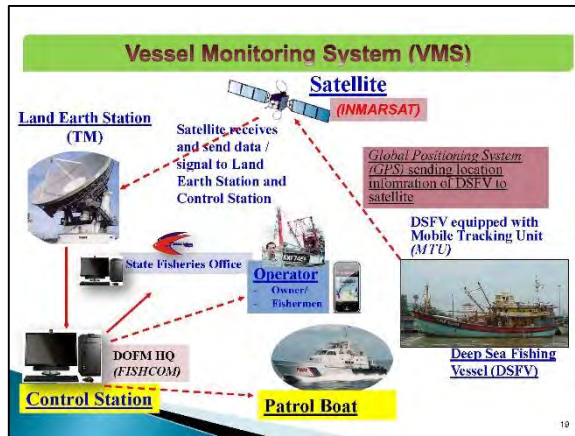 Vessel Monitoring System (VMS)
Satellite
(INMARSAT)
Land Earth Station
(TM)
Satellite receives
and send data /
signal to Land
Earth Station and
Control Station
Global Positioning System
(GPS) sending location
infomration of DSFV to
satellite
DSFV equipped with
Mobile Tracking Unit
(MTU)
State Fisheries Office
Operator
- Owner/
- Fishermen
Deep Sea Fishing
Vessel (DSFV)
DOFM HQ
(FISHCOM)
Control Station
Patrol Boat
19